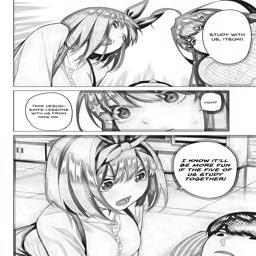 STUDY WITH
US, ITSUKI!
TAKE UESUGI-
SAN'S LESSONS
WITH US FROM
NOW ON.
HUH?
I KNOW IT'LL
BE MORE FUN
IF THE FIVE OF
US STUDY
TOGETHER!